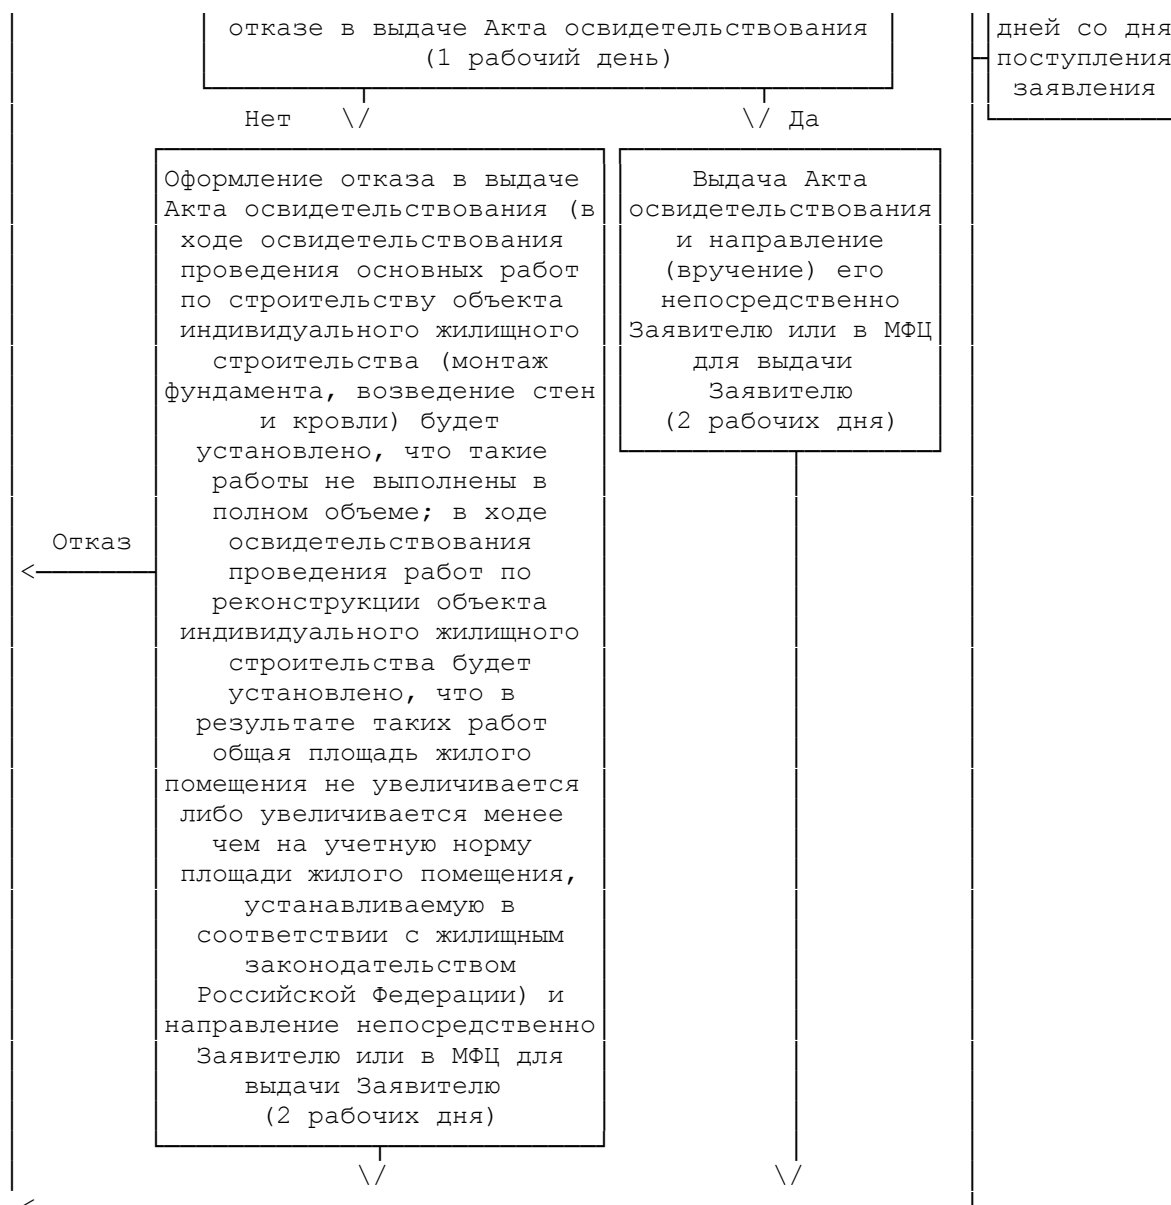 отказе в выдаче Акта освидетельствования
(1 рабочий день)
дней со дня
поступления
заявления
Нет \/
\/ Да
Оформление отказа в выдаче
Акта освидетельствования (в
ходе освидетельствования
проведения основных работ
по строительству объекта
индивидуального жилищного
строительства (монтаж
фундамента, возведение стен
и кровли) будет
установлено, что такие
работы не выполнены в
полном объеме; в ходе
освидетельствования
проведения работ по
реконструкции объекта
индивидуального жилищного
строительства будет
установлено, что в
результате таких работ
общая площадь жилого
помещения не увеличивается
либо увеличивается менее
чем на учетную норму
площади жилого помещения,
устанавливаемую в
соответствии с жилищным
законодательством
Российской Федерации) и
направление непосредственно
Заявителю или в МФЦ для
выдачи Заявителю
(2 рабочих дня)
Выдача Акта
освидетельствования
и направление
(вручение) его
непосредственно
Заявителю или в МФЦ
для выдачи
Заявителю
(2 рабочих дня)
Отказ
<
\/
\/
<